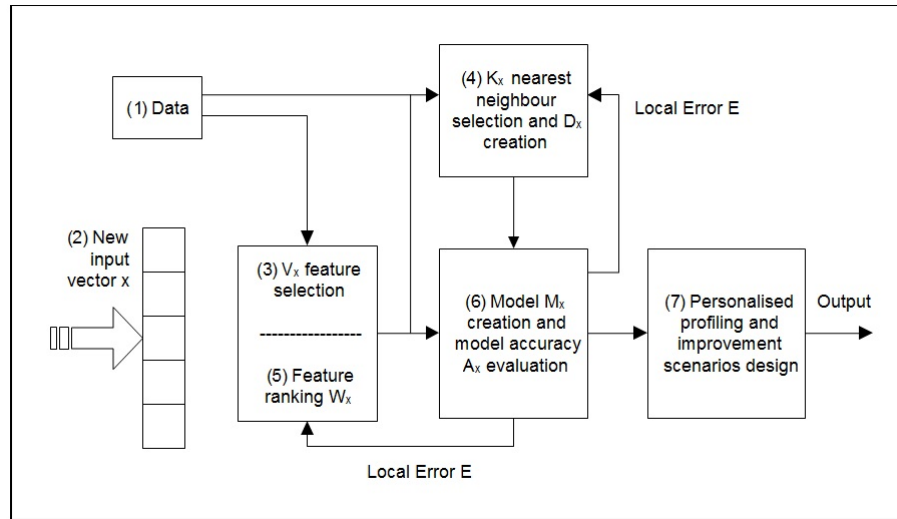 (1) Data
(4) Kₓ nearest
neighbour
selection and Dₓ
creation
Local Error E
(2) New
input
vector x
(3) Vₓ feature
selection
----------------
(5) Feature
ranking Wₓ
(6) Model Mₓ
creation and
model accuracy
Aₓ evaluation
(7) Personalised
profiling and
improvement
scenarios design
Output
Local Error E